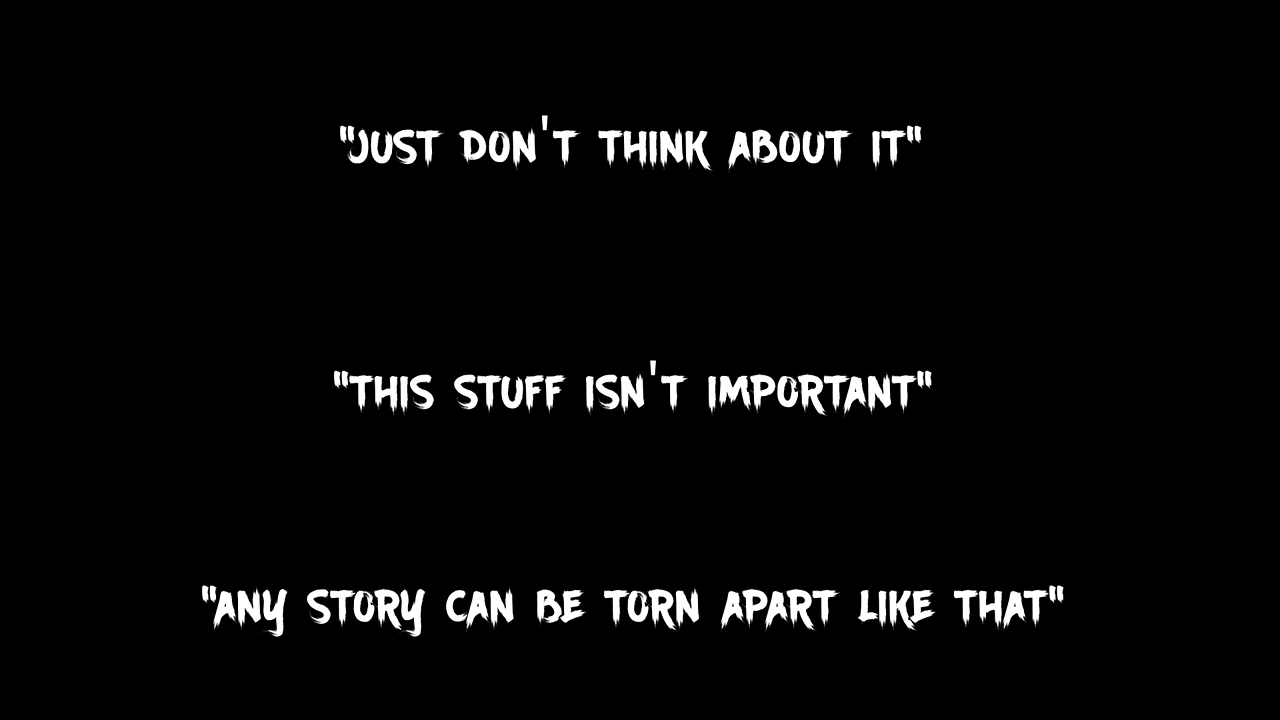 "JUST DON'T THINK ABOUT IT"
"THIS STUFF ISN'T IMPORTANT"
"ANY STORY CAN BE TORN APART LIKE THAT"